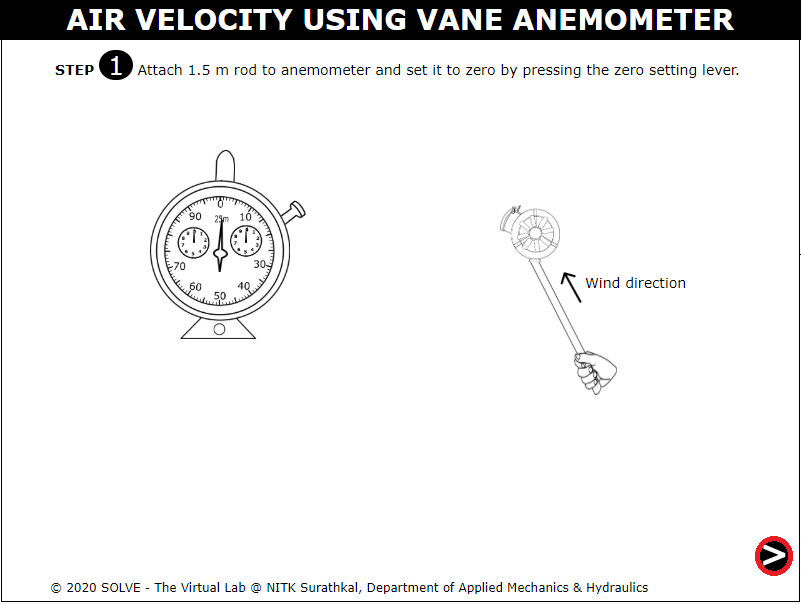 AIR VELOCITY USING VANE ANEMOMETER
STEP 1 Attach 1.5 m rod to anemometer and set it to zero by pressing the zero setting lever.
0
90 25m 10
70 30
60 40
50
Wind direction
>
© 2020 SOLVE - The Virtual Lab @ NITK Surathkal, Department of Applied Mechanics & Hydraulics